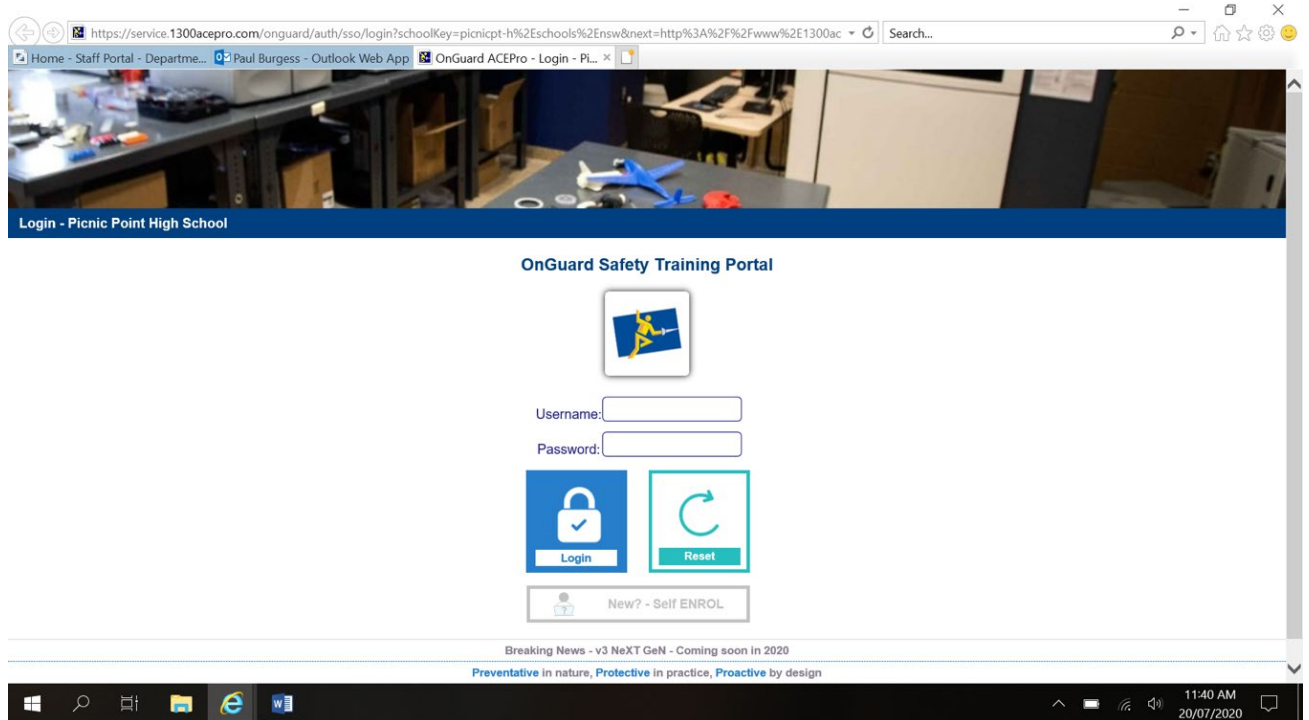 https://service.1300acepro.com/onguard/auth/sso/login?schoolKey=picnicpt-h%2Eschools%2Ensw&next=http%3A%2F%2Fwww%2E1300ac
Search...
Home - Staff Portal - Departme...
Paul Burgess - Outlook Web App
OnGuard ACEPro - Login - Pi...
Login - Picnic Point High School
OnGuard Safety Training Portal
Username:
Password:
Login
Reset
New? - Self ENROL
Breaking News - v3 NeXT GeN - Coming soon in 2020
Preventative in nature, Protective in practice, Proactive by design
11:40 AM
20/07/2020